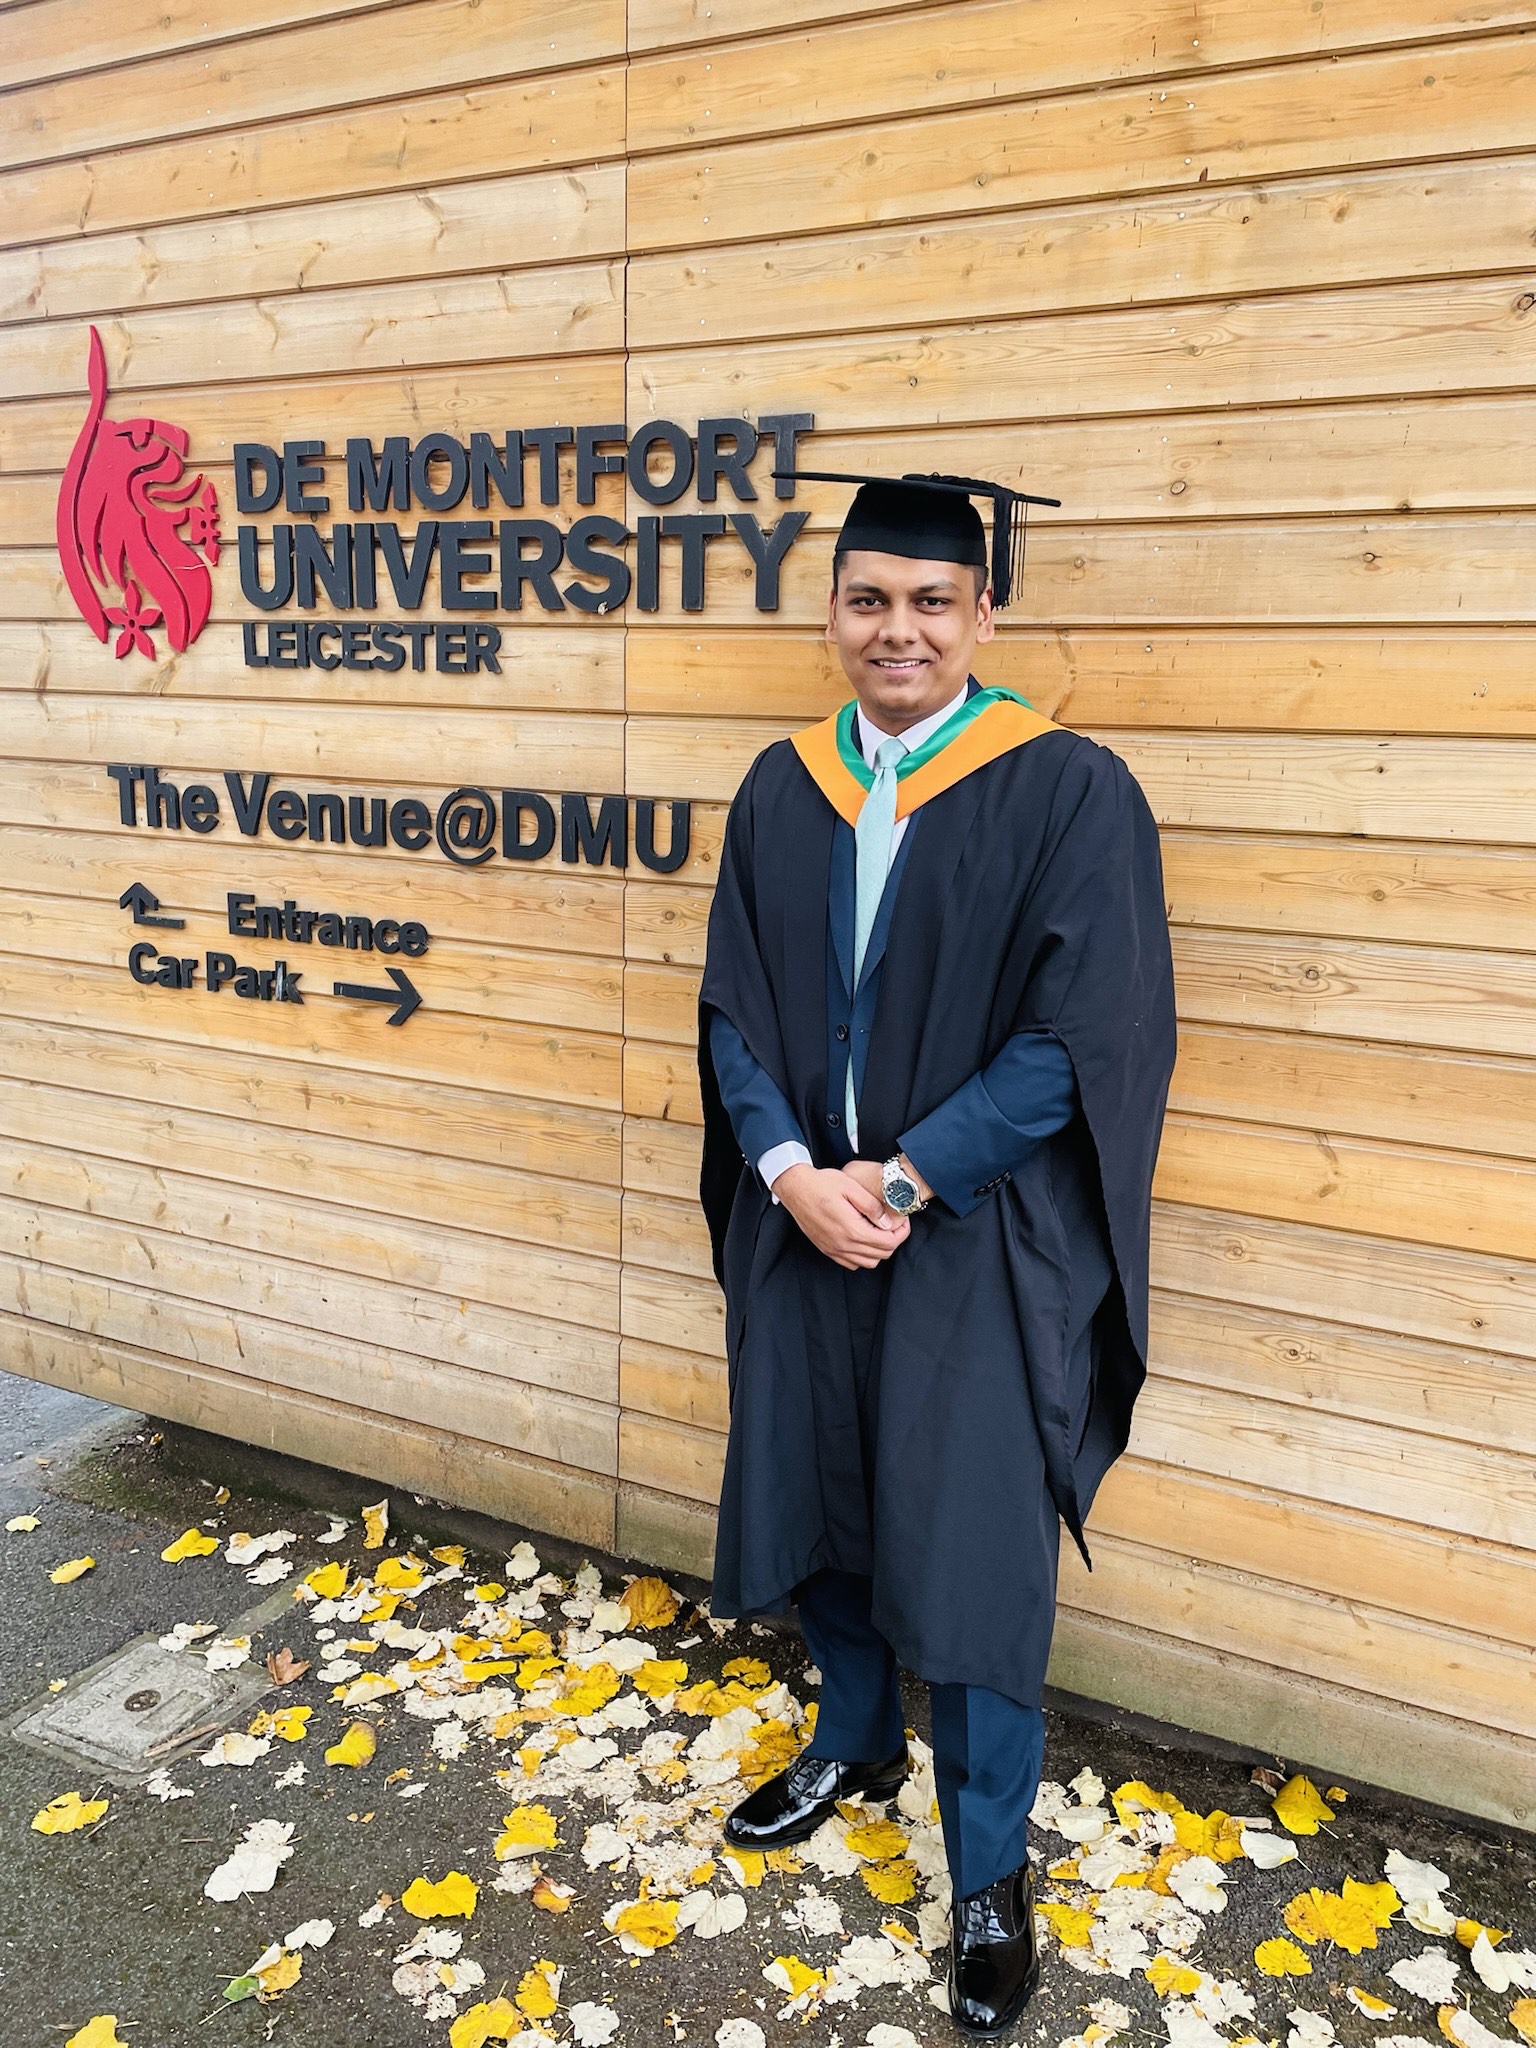 DE MONTFORT
UNIVERSITY
LEICESTER
The Venue@DMU
Entrance
Car Park